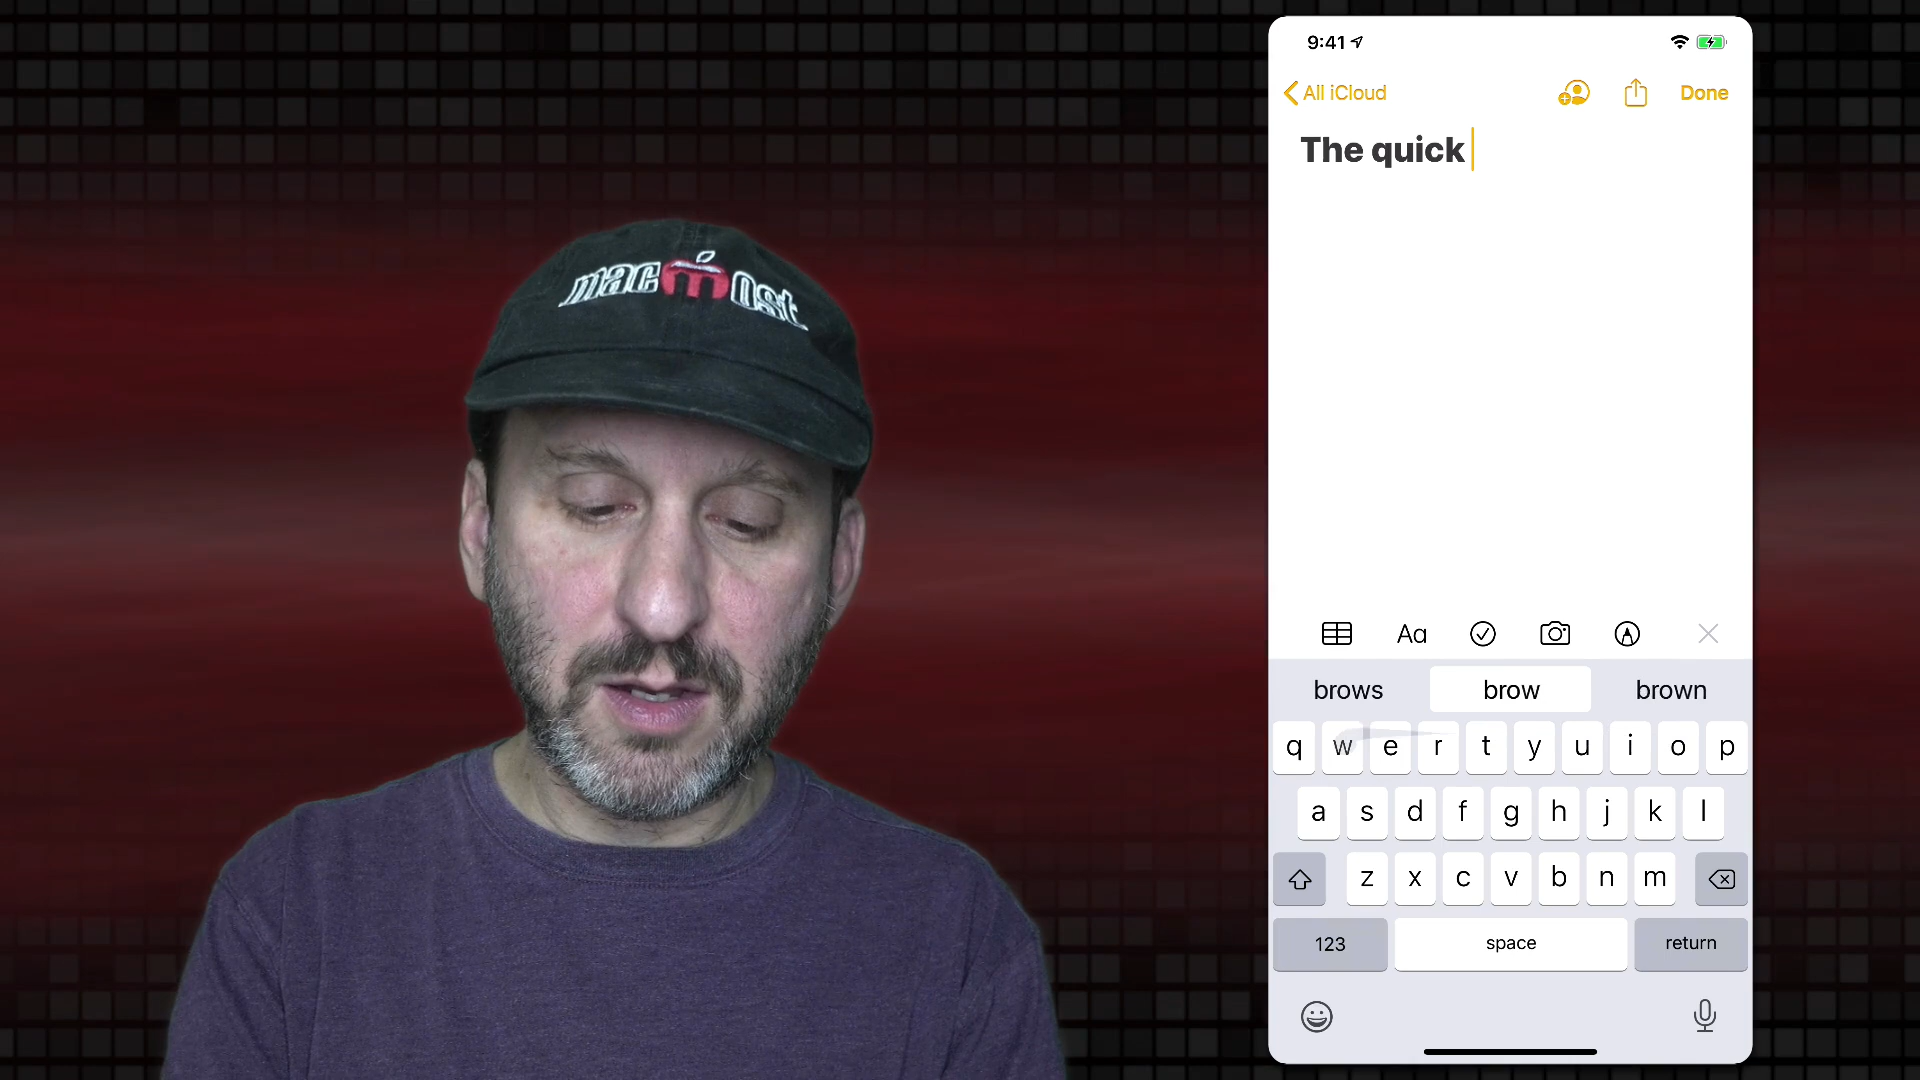 macmost
9:41
All iCloud
Done
The quick
Aa
brows brow brown
q w e r t y u i o p
a s d f g h j k l
z x c v b n m
123 space return